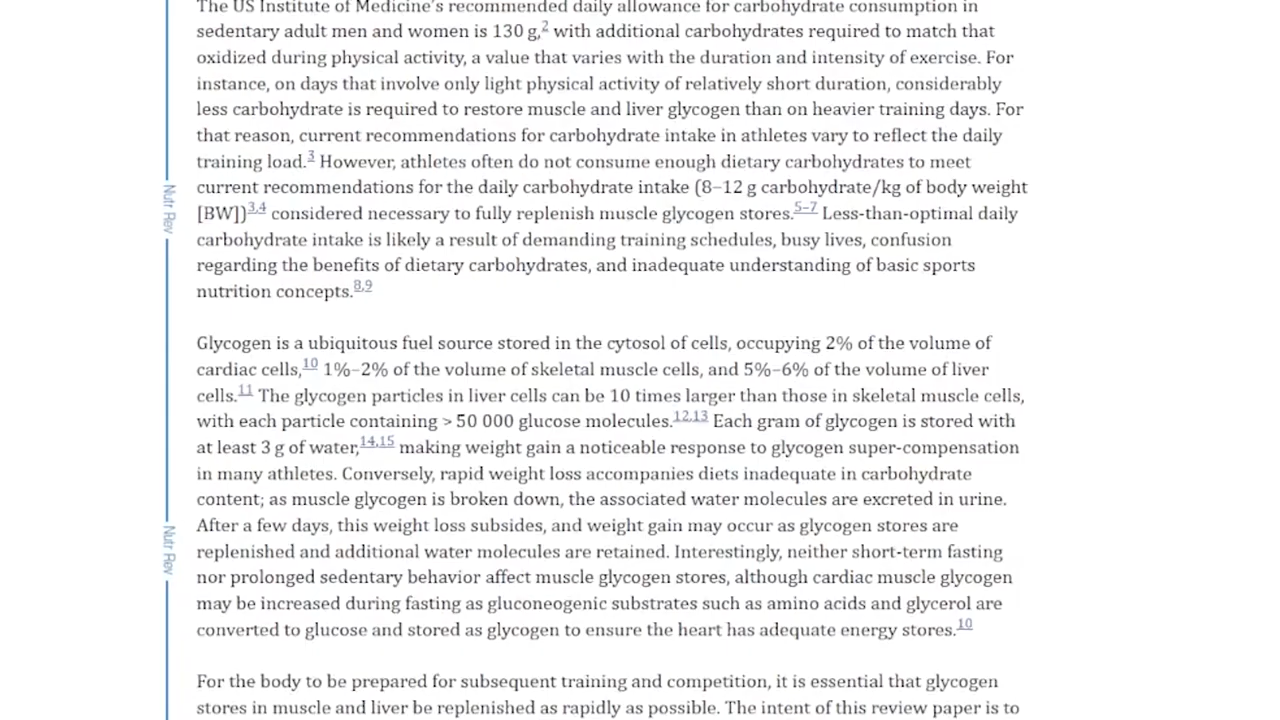 The US Institute of Medicine's recommended daily allowance for carbohydrate consumption in
sedentary adult men and women is 130 g,2 with additional carbohydrates required to match that
oxidized during physical activity, a value that varies with the duration and intensity of exercise. For
instance, on days that involve only light physical activity of relatively short duration, considerably
less carbohydrate is required to restore muscle and liver glycogen than on heavier training days. For
that reason, current recommendations for carbohydrate intake in athletes vary to reflect the daily
training load.3 However, athletes often do not consume enough dietary carbohydrates to meet
current recommendations for the daily carbohydrate intake (8–12 g carbohydrate/kg of body weight
[BW])3,4 considered necessary to fully replenish muscle glycogen stores.5–7 Less-than-optimal daily
carbohydrate intake is likely a result of demanding training schedules, busy lives, confusion
regarding the benefits of dietary carbohydrates, and inadequate understanding of basic sports
nutrition concepts.8,9
Glycogen is a ubiquitous fuel source stored in the cytosol of cells, occupying 2% of the volume of
cardiac cells,10 1%–2% of the volume of skeletal muscle cells, and 5%–6% of the volume of liver
cells.11 The glycogen particles in liver cells can be 10 times larger than those in skeletal muscle cells,
with each particle containing > 50 000 glucose molecules.12,13 Each gram of glycogen is stored with
at least 3 g of water,14,15 making weight gain a noticeable response to glycogen super-compensation
in many athletes. Conversely, rapid weight loss accompanies diets inadequate in carbohydrate
content; as muscle glycogen is broken down, the associated water molecules are excreted in urine.
After a few days, this weight loss subsides, and weight gain may occur as glycogen stores are
replenished and additional water molecules are retained. Interestingly, neither short-term fasting
nor prolonged sedentary behavior affect muscle glycogen stores, although cardiac muscle glycogen
may be increased during fasting as gluconeogenic substrates such as amino acids and glycerol are
converted to glucose and stored as glycogen to ensure the heart has adequate energy stores.10
For the body to be prepared for subsequent training and competition, it is essential that glycogen
stores in muscle and liver be replenished as rapidly as possible. The intent of this review paper is to
Nutr Rev
Nutr Rev